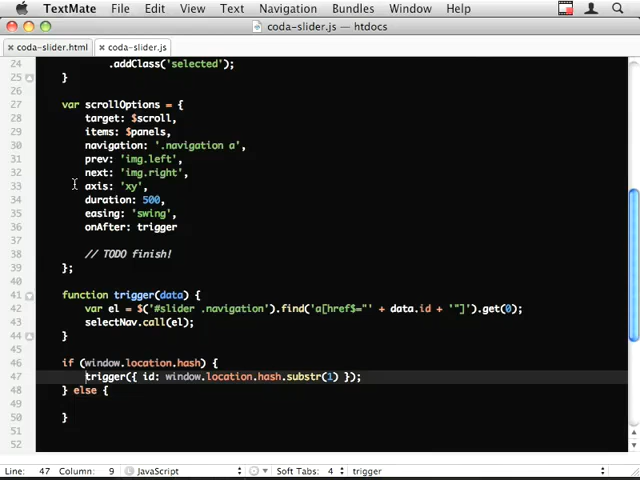 TextMate File Edit View Text Navigation Bundles Window Help
coda-slider.js — htdocs
coda-slider.html coda-slider.js
24 .addClass('selected');
25 }
26
27 var scrollOptions = {
28 target: $scroll,
29 items: $panels,
30 navigation: '.navigation a',
31 prev: 'img.left',
32 next: 'img.right',
33 axis: 'xy',
34 duration: 500,
35 easing: 'swing',
36 onAfter: trigger
37
38 // TODO finish!
39 };
40
41 function trigger(data) {
42 var el = $('#slider .navigation').find('a[href$="' + data.id + '"]').get(0);
43 selectNav.call(el);
44 }
45
46 if (window.location.hash) {
47 trigger({ id: window.location.hash.substr(1) });
48 } else {
49
50 }
51
52
Line: 47 Column: 9 JavaScript Soft Tabs: 4 trigger